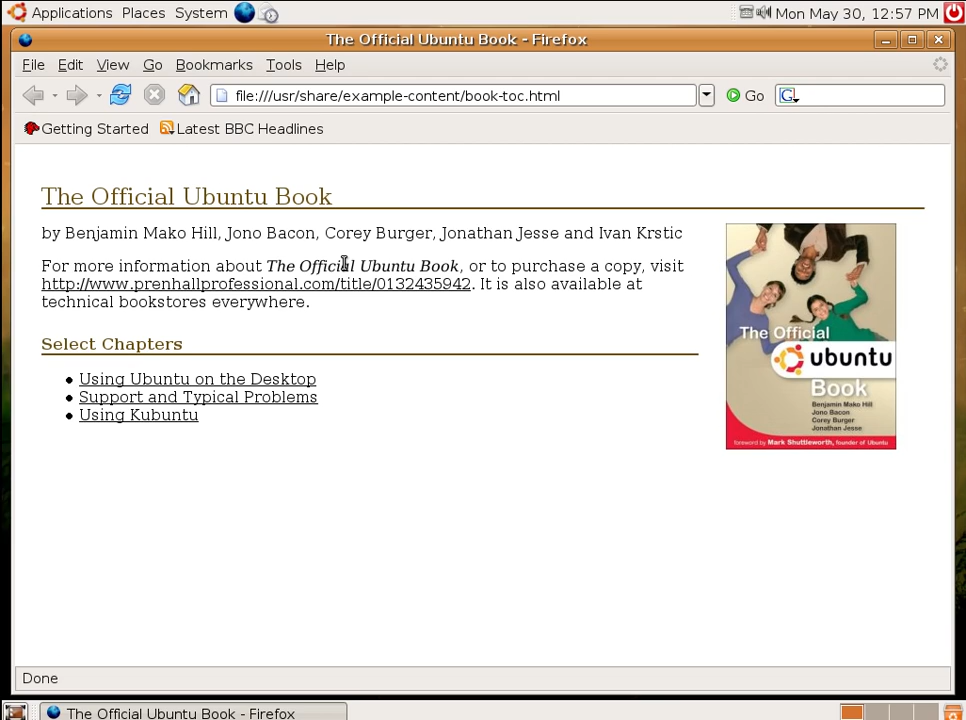 Applications Places System Mon May 30, 12:57 PM
The Official Ubuntu Book - Firefox
File Edit View Go Bookmarks Tools Help
file:///usr/share/example-content/book-toc.html Go G
Getting Started Latest BBC Headlines
The Official Ubuntu Book
by Benjamin Mako Hill, Jono Bacon, Corey Burger, Jonathan Jesse and Ivan Krstic
For more information about The Official Ubuntu Book, or to purchase a copy, visit
http://www.prenhallprofessional.com/title/0132435942. It is also available at
technical bookstores everywhere.
Select Chapters
Using Ubuntu on the Desktop
Support and Typical Problems
Using Kubuntu
The Official
ubuntu
Book
Benjamin Mako Hill
Jono Bacon
Corey Burger
Jonathan Jesse
foreword by Mark Shuttleworth, founder of Ubuntu
Done
The Official Ubuntu Book - Firefox